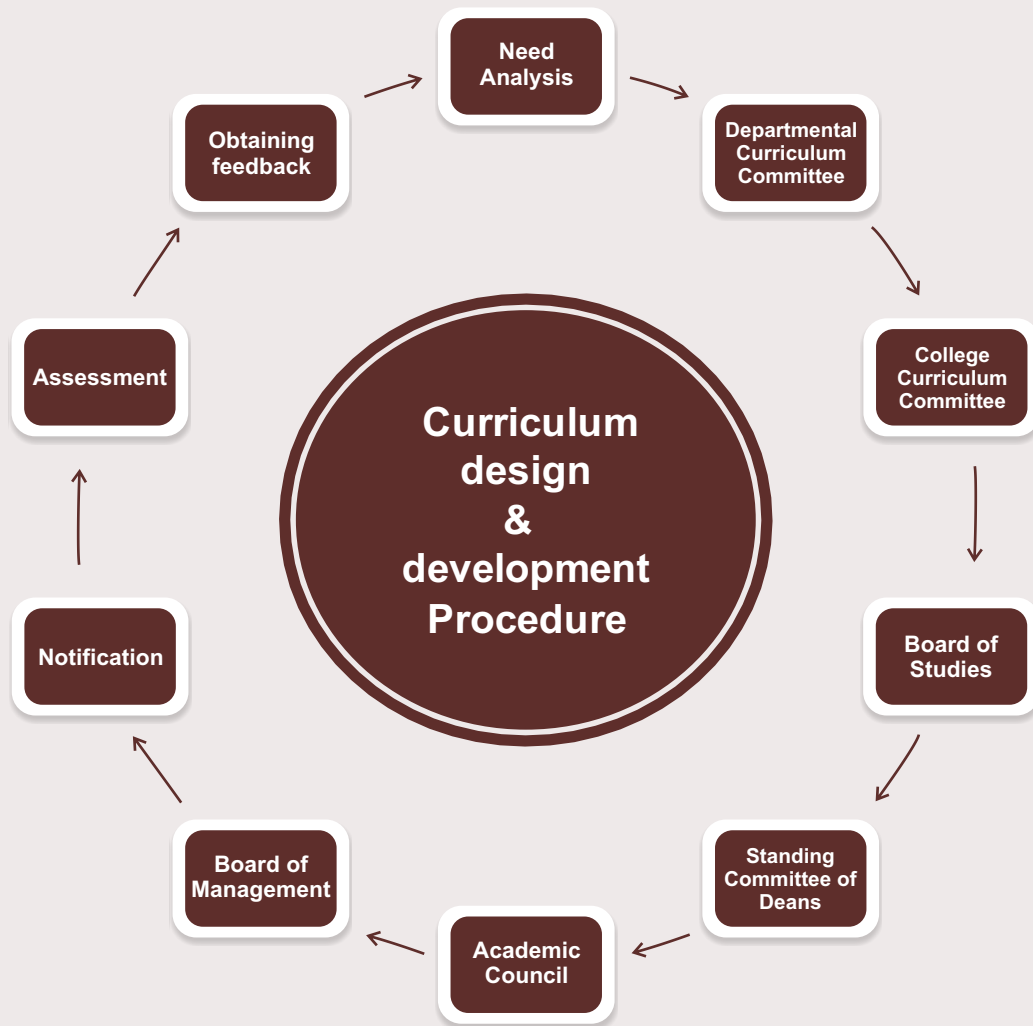 Need
Analysis
Departmental
Curriculum
Committee
College
Curriculum
Committee
Board of
Studies
Standing
Committee of
Deans
Academic
Council
Board of
Management
Notification
Assessment
Obtaining
feedback
Curriculum
design
&
development
Procedure